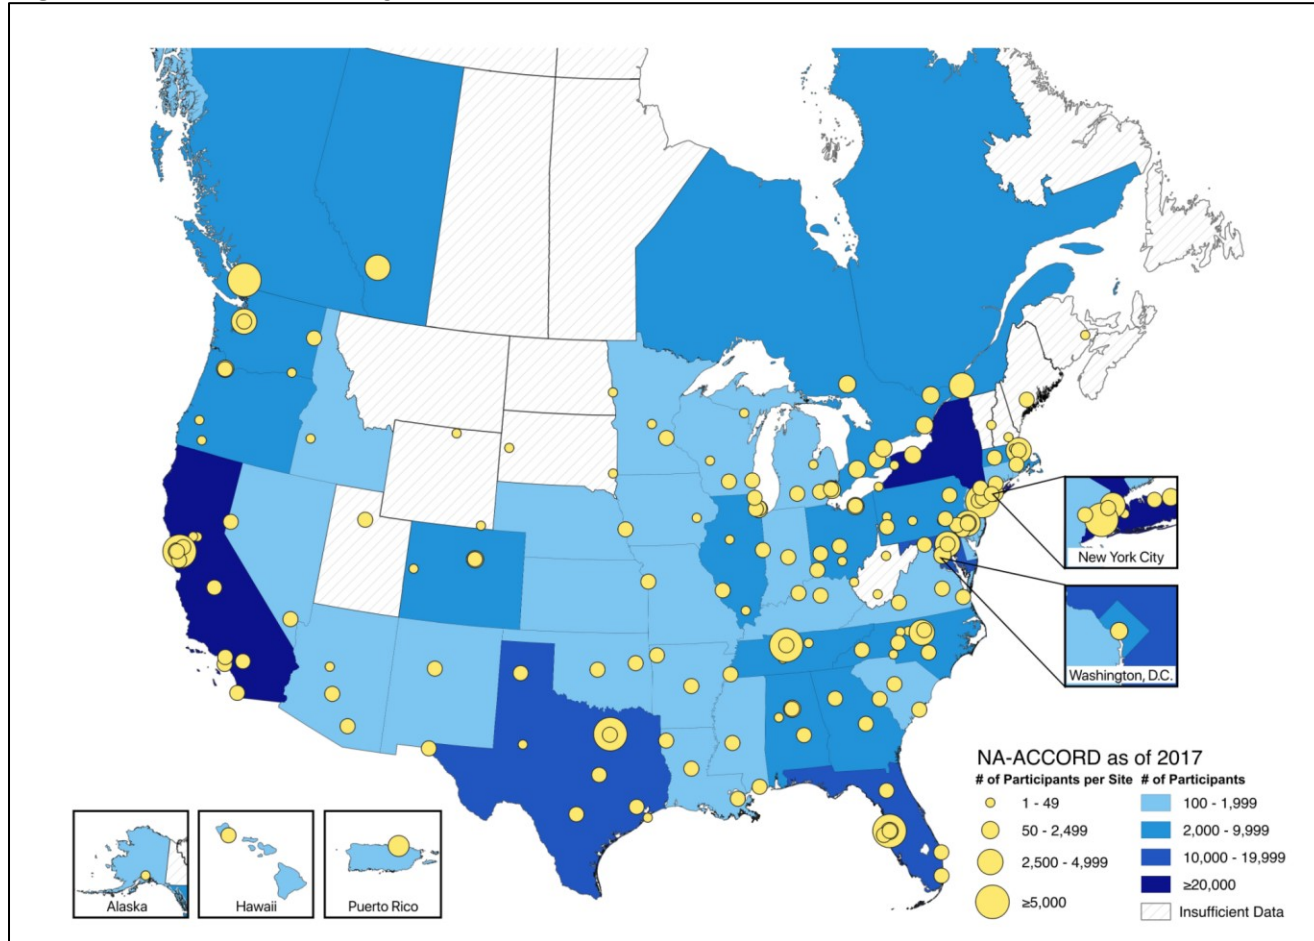 New York City
Washington, D.C.
NA-ACCORD as of 2017
# of Participants per Site # of Participants
1 - 49 100 - 1,999
50 - 2,499 2,000 - 9,999
2,500 - 4,999 10,000 - 19,999
≥5,000 ≥20,000
Insufficient Data
Alaska Hawaii Puerto Rico